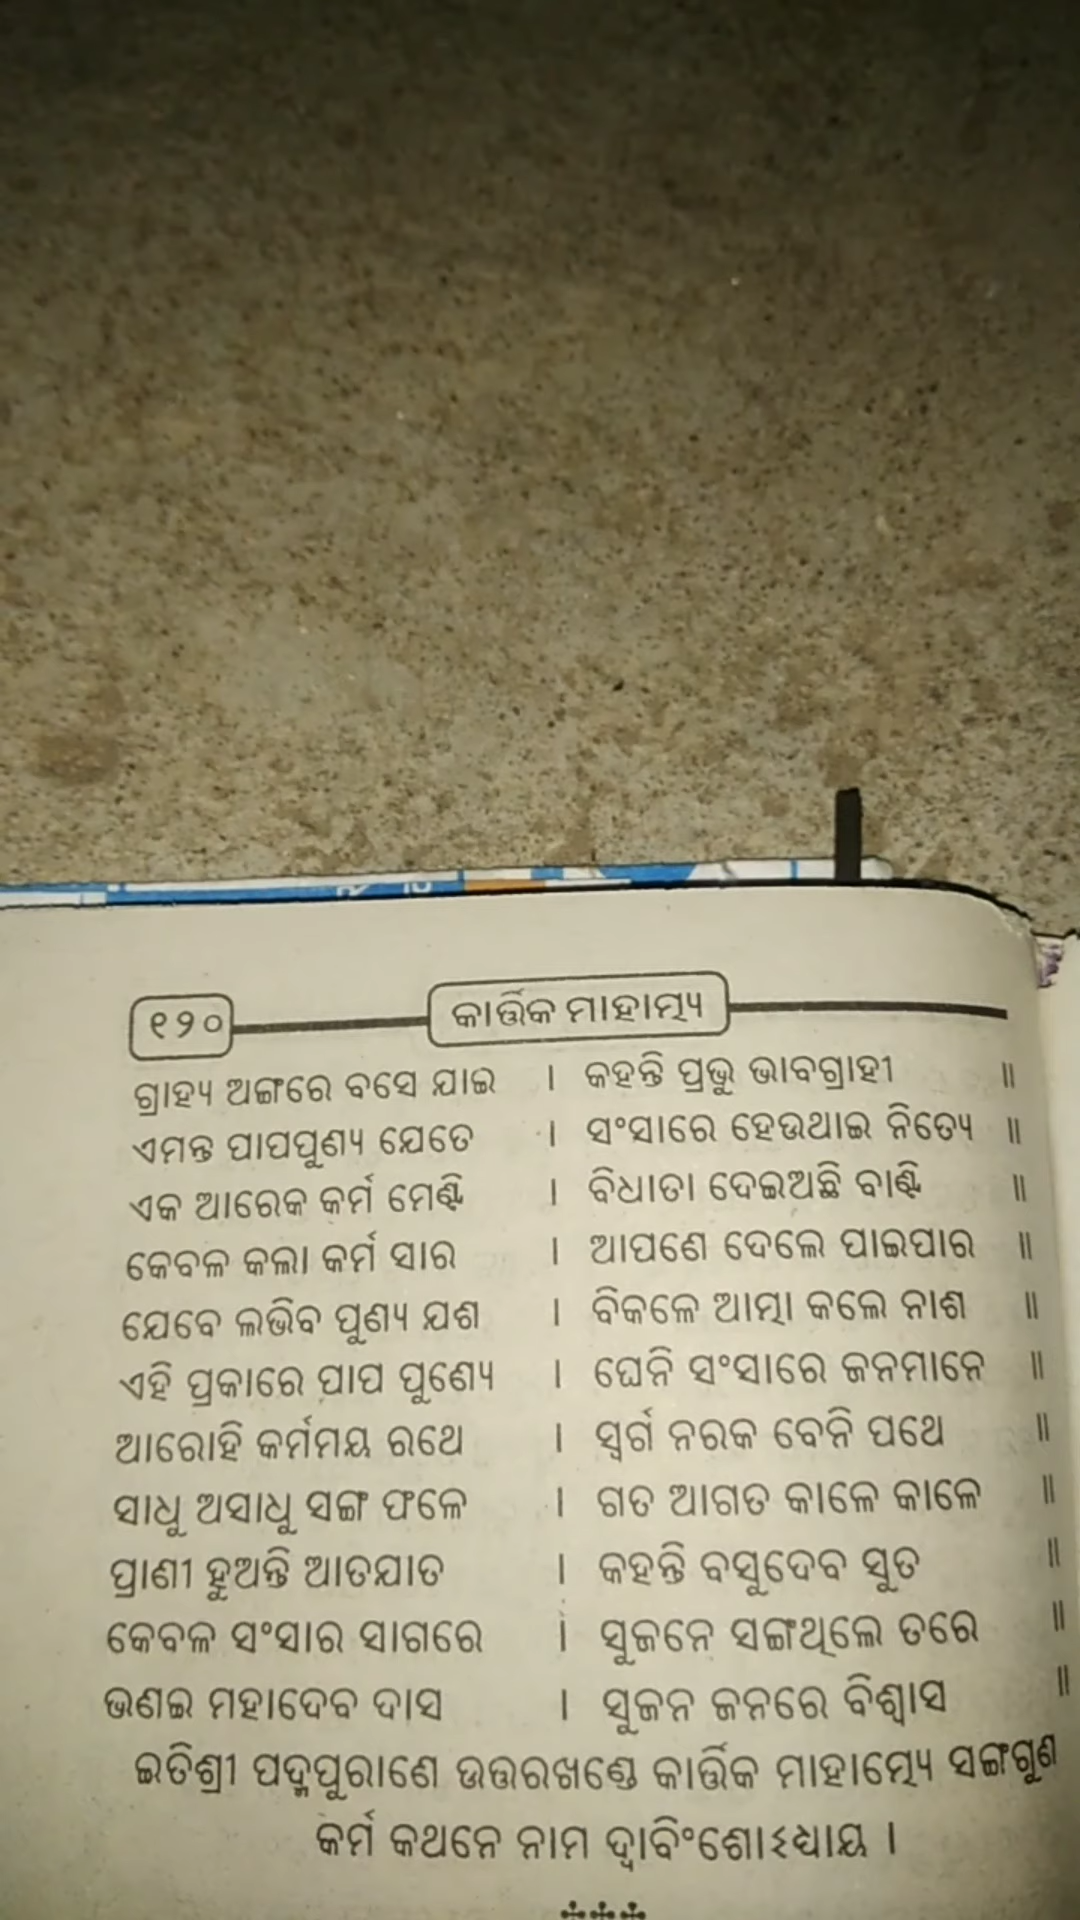 ୧୨୦ କାର୍ତ୍ତିକ ମାହାତ୍ମ୍ୟ
ଗ୍ରାହ୍ୟ ଅଙ୍ଗରେ ବସେ ଯାଇ । କହନ୍ତି ପ୍ରଭୁ ଭାବଗ୍ରାହୀ ॥
ଏମନ୍ତ ପାପପୁଣ୍ୟ ଯେତେ । ସଂସାରେ ହେଉଥାଇ ନିତ୍ୟେ ॥
ଏକ ଆରେକ କର୍ମ ମେଣ୍ଟି । ବିଧାତା ଦେଇଅଛି ବାଣ୍ଟି ॥
କେବଳ କଲା କର୍ମ ସାର । ଆପଣେ ଦେଲେ ପାଇପାର ॥
ଯେବେ ଲଭିବ ପୁଣ୍ୟ ଯଶ । ବିକଳେ ଆତ୍ମା କଲେ ନାଶ ॥
ଏହି ପ୍ରକାରେ ପାପ ପୁଣ୍ୟେ । ଘେନି ସଂସାରେ ଜନମାନେ ॥
ଆରୋହି କର୍ମମୟ ରଥେ । ସ୍ୱର୍ଗ ନରକ ବେନି ପଥେ ॥
ସାଧୁ ଅସାଧୁ ସଙ୍ଗ ଫଳେ । ଗତ ଆଗତ କାଳେ କାଳେ ॥
ପ୍ରାଣୀ ହୁଅନ୍ତି ଆତଯାତ । କହନ୍ତି ବସୁଦେବ ସୁତ ॥
କେବଳ ସଂସାର ସାଗରେ । ସୁଜନେ ସଙ୍ଗଥିଲେ ତରେ ॥
ଭଣଇ ମହାଦେବ ଦାସ । ସୁଜନ ଜନରେ ବିଶ୍ୱାସ ॥
ଇତିଶ୍ରୀ ପଦ୍ମପୁରାଣେ ଉତ୍ତରଖଣ୍ଡେ କାର୍ତ୍ତିକ ମାହାତ୍ମ୍ୟେ ସଙ୍ଗଗୁଣ
କର୍ମ କଥନେ ନାମ ଦ୍ୱାବିଂଶୋଽଧ୍ୟାୟ ।